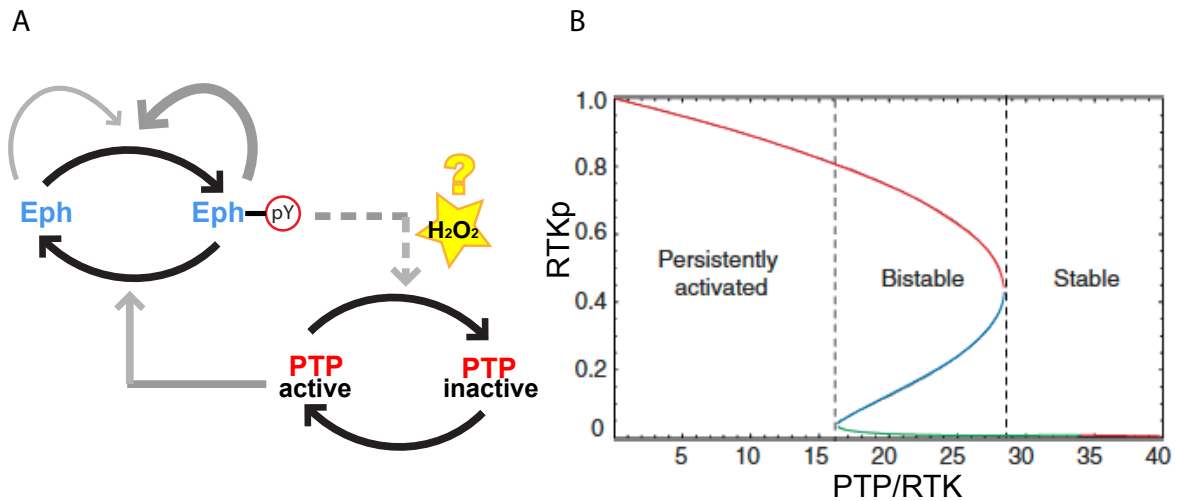 A
Eph
Eph
pY
?
H₂O₂
PTP
active
PTP
inactive
B
RTKp
1.0
0.8
0.6
0.4
0.2
0
Persistently
activated
Bistable
Stable
5 10 15 20 25 30 35 40
PTP/RTK